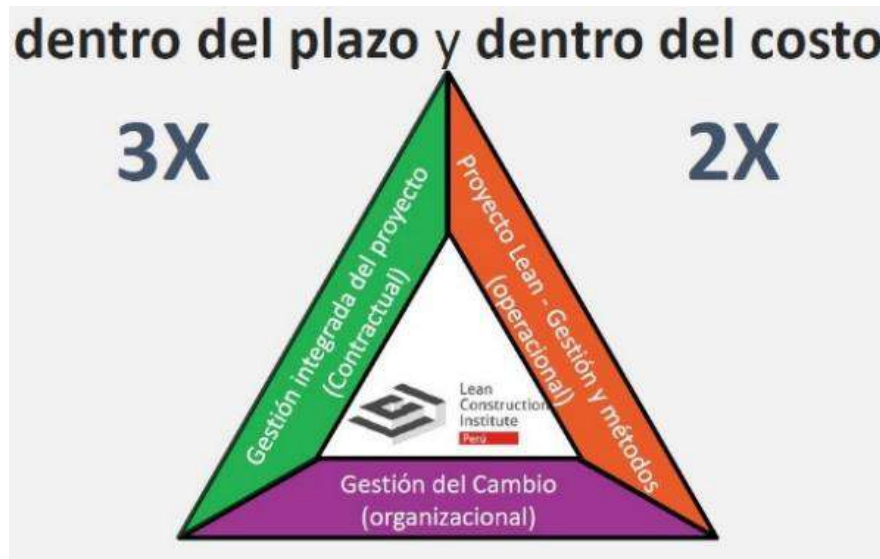 dentro del plazo y dentro del costo
3X
2X
Gestión integrada del proyecto
(Contractual)
Proyecto Lean - Gestión y métodos
(operacional)
Lean
Construction
Institute
Perú
Gestión del Cambio
(organizacional)